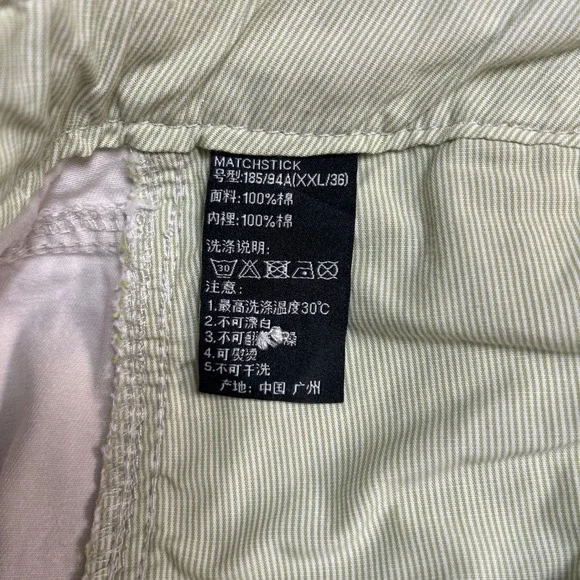 MATCHSTICK
号型:185/94A(XXL/36)
面料:100%棉
内裡:100%棉
洗涤说明:
30
注意:
1.最高洗涤温度30℃
2.不可漂白
3.不可
4.可熨烫
5.不可干洗
产地: 中国 广州